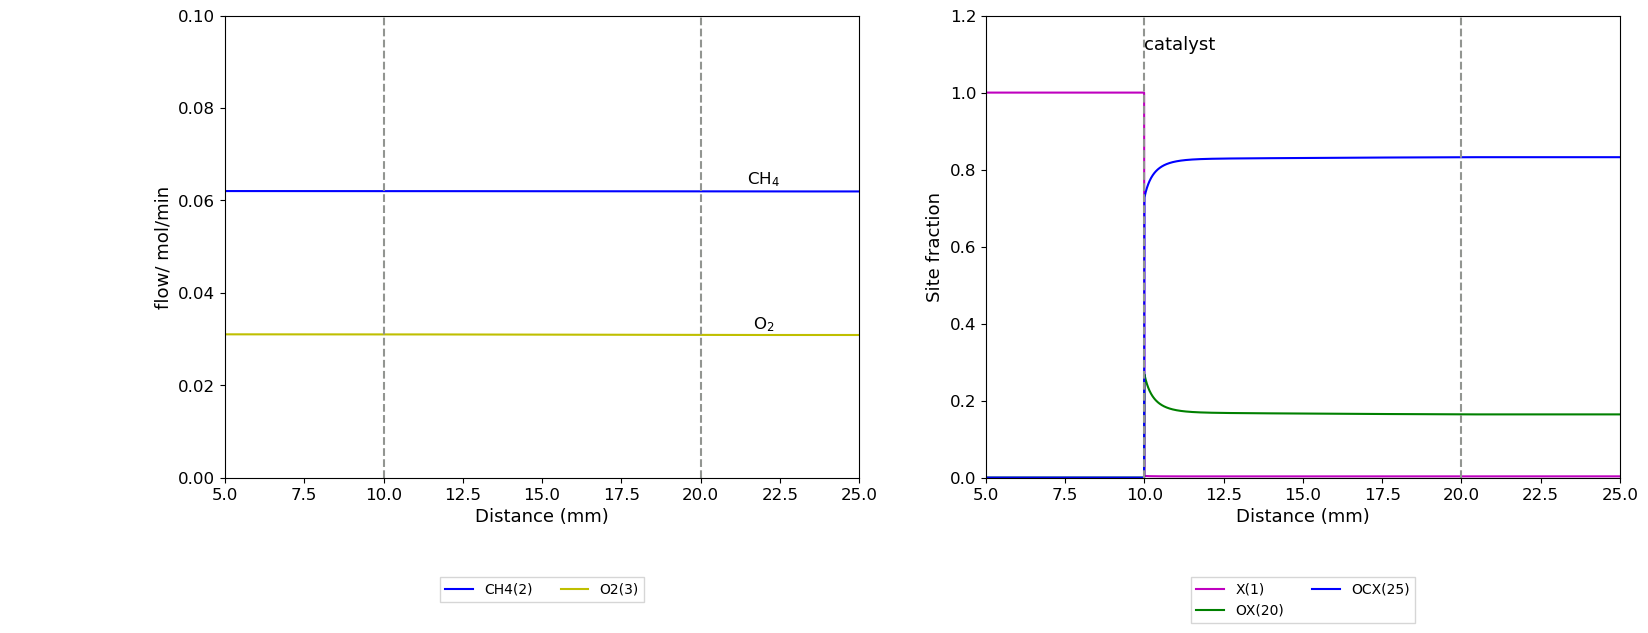 0.10
0.08
0.06
0.04
0.02
0.00
flow/ mol/min
CH₄
O₂
5.0 7.5 10.0 12.5 15.0 17.5 20.0 22.5 25.0
Distance (mm)
CH4(2) O2(3)
1.2
1.0
0.8
0.6
0.4
0.2
0.0
Site fraction
catalyst
5.0 7.5 10.0 12.5 15.0 17.5 20.0 22.5 25.0
Distance (mm)
X(1) OCX(25)
OX(20)